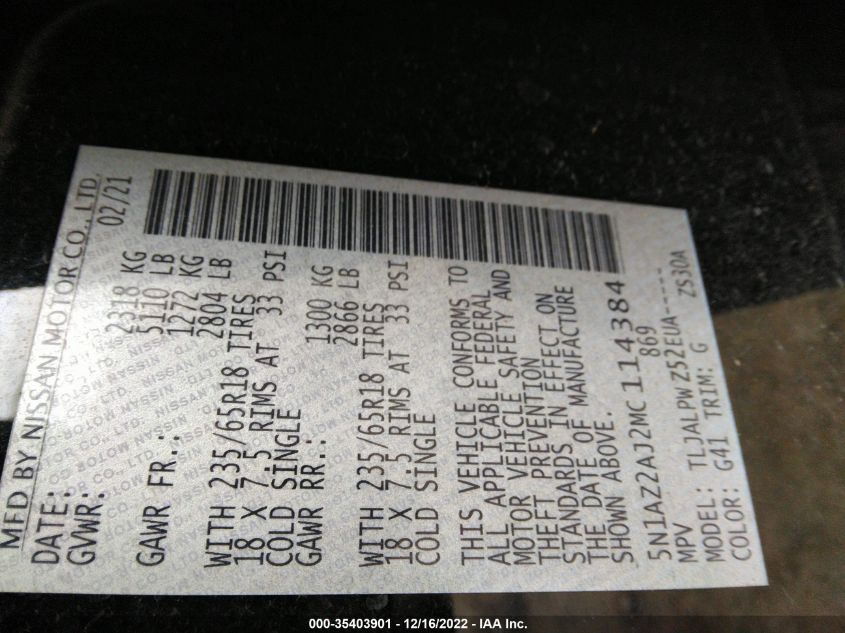 MFD BY NISSAN MOTOR CO., LTD.
DATE: 02/21
GVWR: 2318 KG
5110 LB
GAWR FR.: 1272 KG
2804 LB
WITH 235/65R18 TIRES
18 X 7.5 RIMS AT 33 PSI
COLD SINGLE
GAWR RR.: 1300 KG
2866 LB
WITH 235/65R18 TIRES
18 X 7.5 RIMS AT 33 PSI
COLD SINGLE
THIS VEHICLE CONFORMS TO
ALL APPLICABLE FEDERAL
MOTOR VEHICLE SAFETY AND
THEFT PREVENTION
STANDARDS IN EFFECT ON
THE DATE OF MANUFACTURE
SHOWN ABOVE.
5N1AZ2AJ2MC114384
MPV 869
MODEL: TLJALPWZ52EUA-----
COLOR: G41 TRIM: G ZS30A
000-35403901 - 12/16/2022 - IAA Inc.